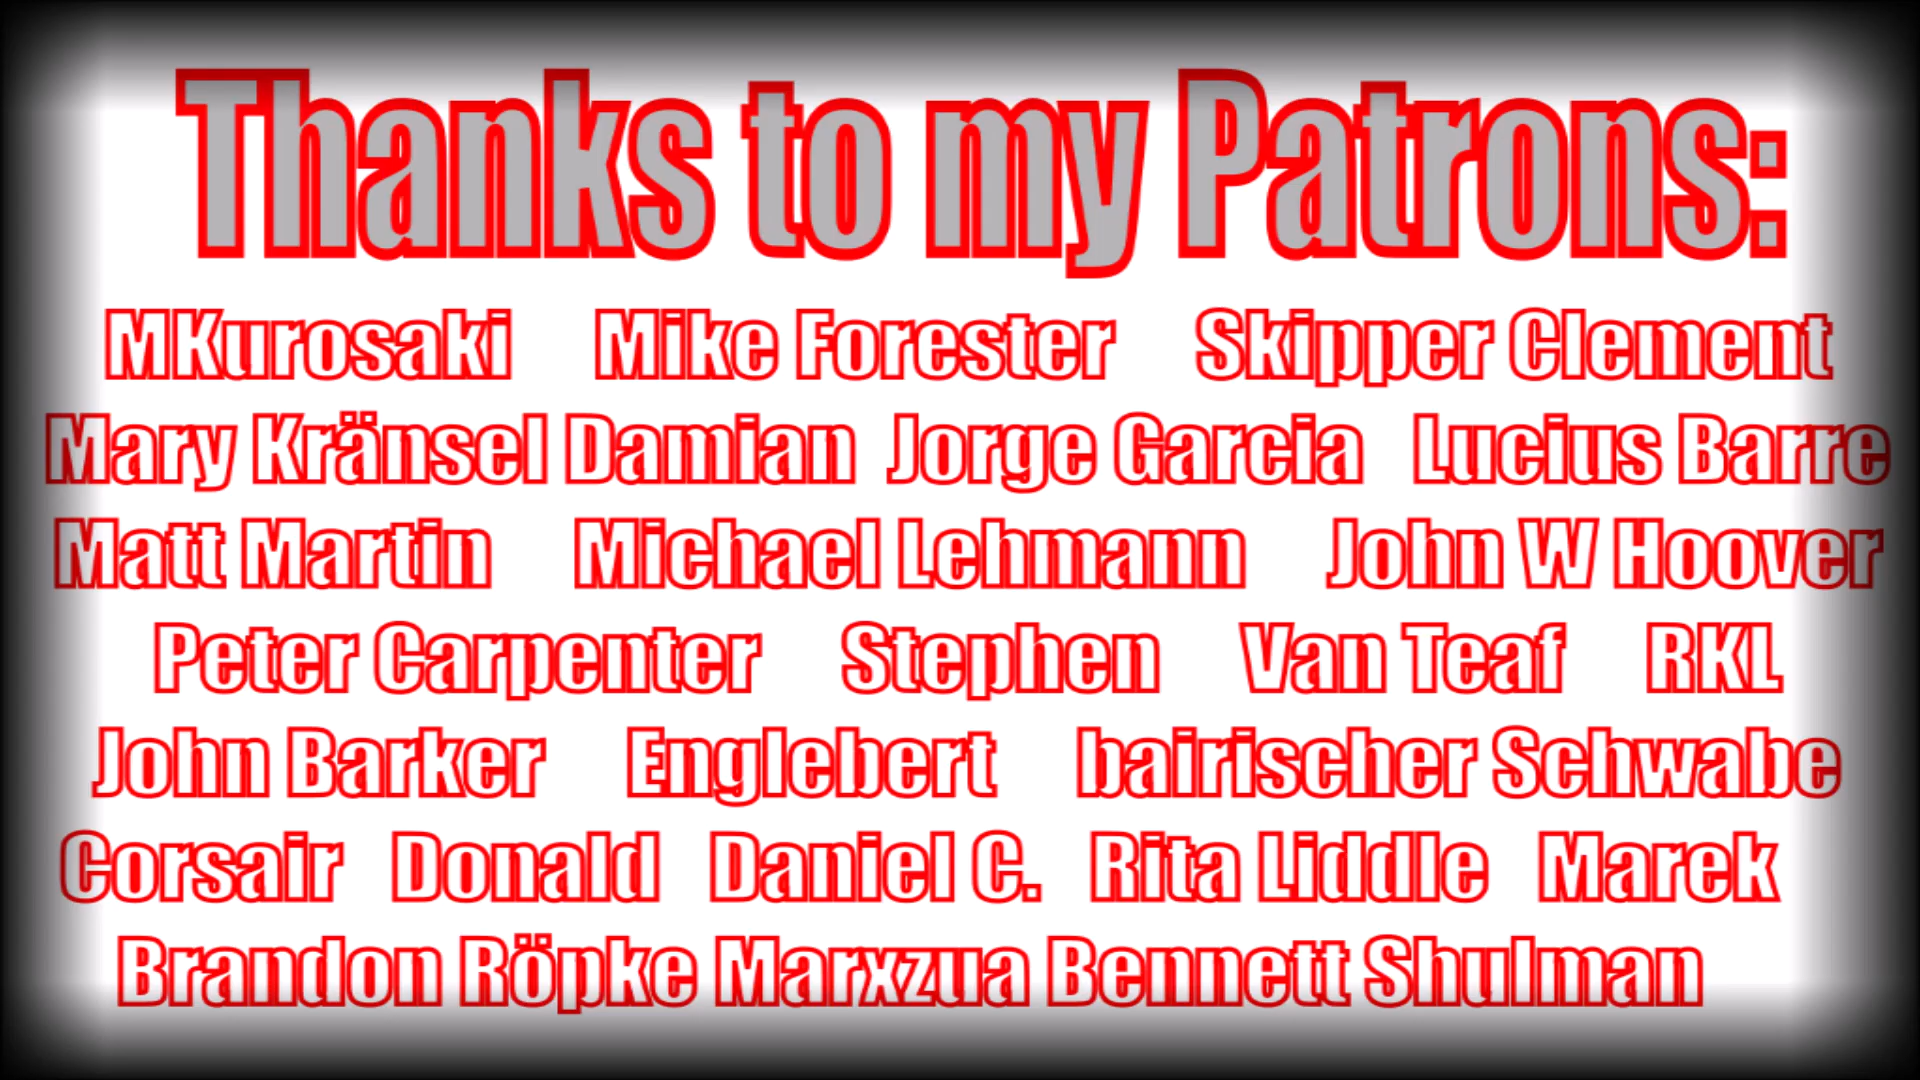 Thanks to my Patrons:
MKurosaki Mike Forester Skipper Clement
Mary Kränsel Damian Jorge Garcia Lucius Barre
Matt Martin Michael Lehmann John W Hoover
Peter Carpenter Stephen Van Teaf RKL
John Barker Englebert bairischer Schwabe
Corsair Donald Daniel C. Rita Liddle Marek
Brandon Röpke Marxzua Bennett Shulman